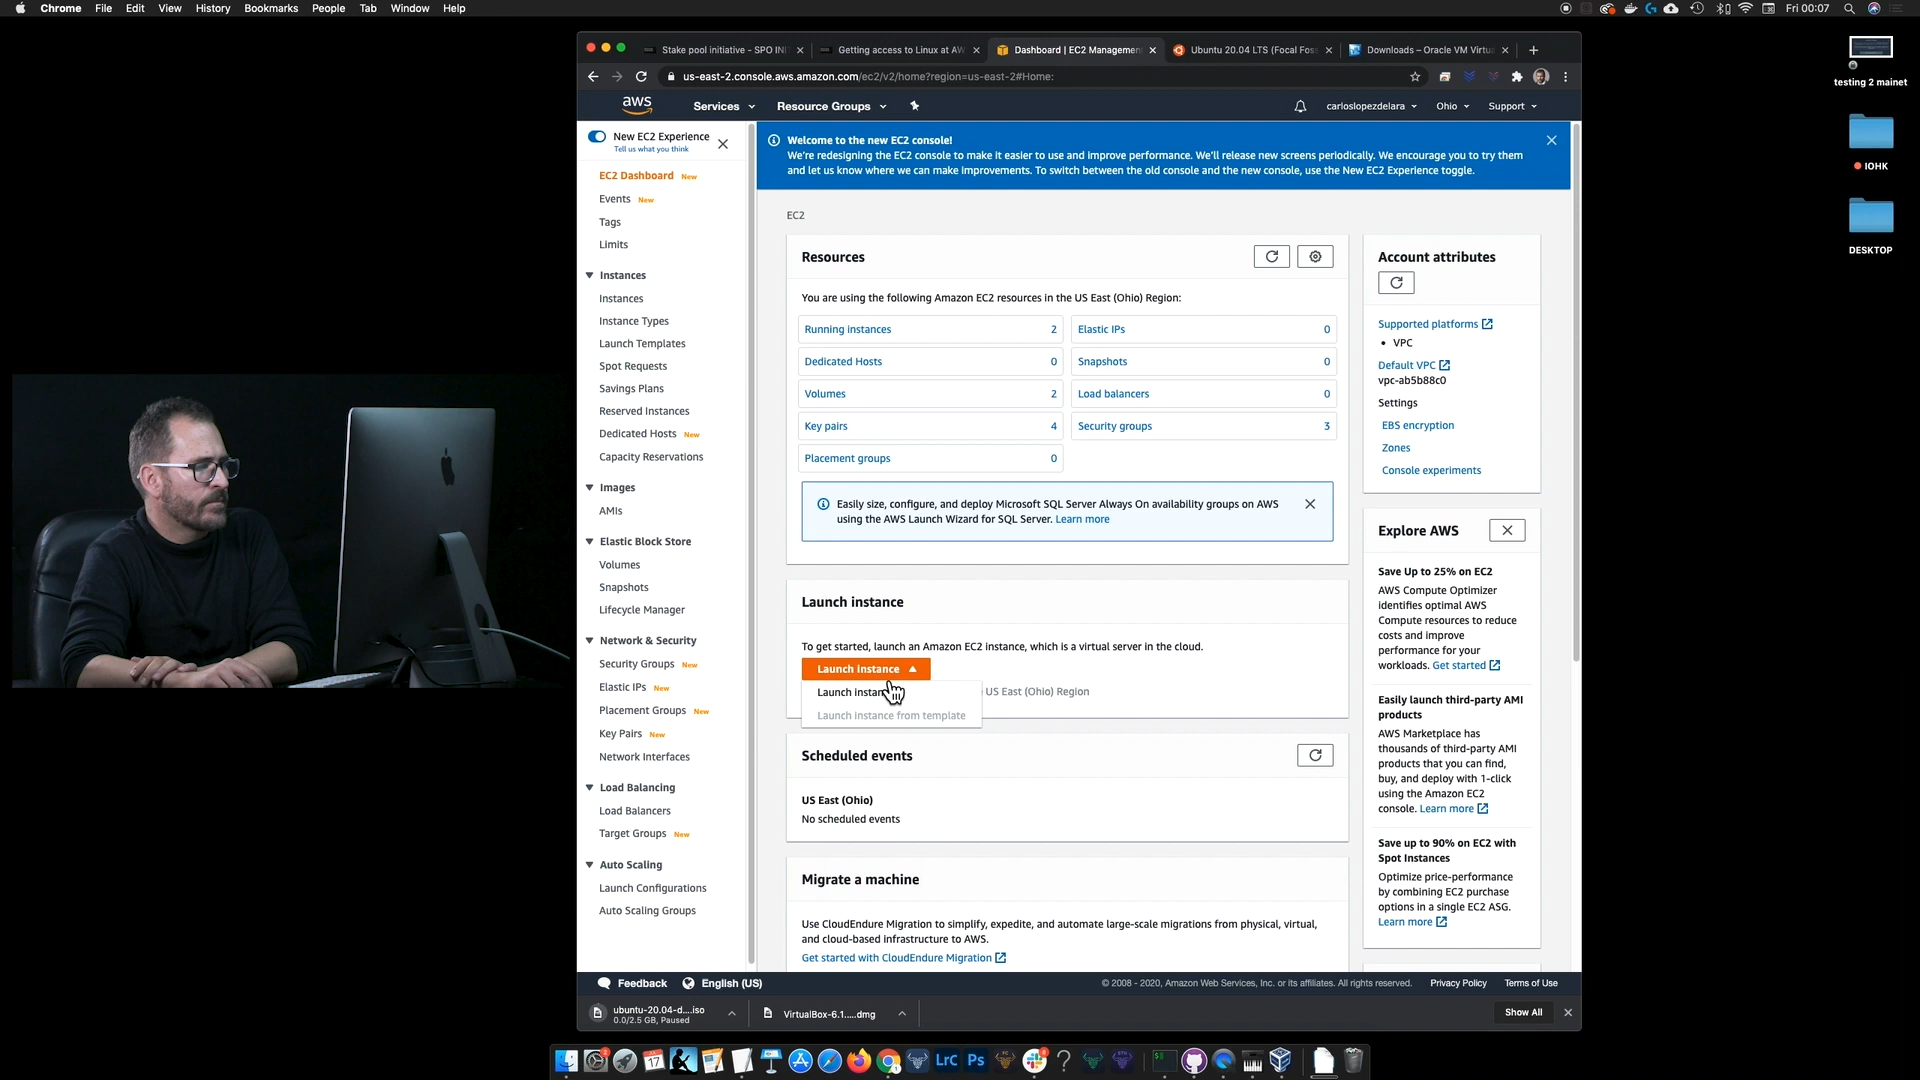 Chrome File Edit View History Bookmarks People Tab Window Help
Fri 00:07
Stake pool initiative - SPO INI
Getting access to Linux at AW
Dashboard | EC2 Managemen
Ubuntu 20.04 LTS (Focal Fos
Downloads – Oracle VM Virtu
us-east-2.console.aws.amazon.com/ec2/v2/home?region=us-east-2#Home:
aws Services Resource Groups carloslopezdelara Ohio Support
New EC2 Experience
Tell us what you think
EC2 Dashboard New
Events New
Tags
Limits
Instances
Instances
Instance Types
Launch Templates
Spot Requests
Savings Plans
Reserved Instances
Dedicated Hosts New
Capacity Reservations
Images
AMIs
Elastic Block Store
Volumes
Snapshots
Lifecycle Manager
Network & Security
Security Groups New
Elastic IPs New
Placement Groups New
Key Pairs New
Network Interfaces
Load Balancing
Load Balancers
Target Groups New
Auto Scaling
Launch Configurations
Auto Scaling Groups
Welcome to the new EC2 console!
We're redesigning the EC2 console to make it easier to use and improve performance. We'll release new screens periodically. We encourage you to try them
and let us know where we can make improvements. To switch between the old console and the new console, use the New EC2 Experience toggle.
EC2
Resources
You are using the following Amazon EC2 resources in the US East (Ohio) Region:
Running instances 2
Elastic IPs 0
Dedicated Hosts 0
Snapshots 0
Volumes 2
Load balancers 0
Key pairs 4
Security groups 3
Placement groups 0
Easily size, configure, and deploy Microsoft SQL Server Always On availability groups on AWS
using the AWS Launch Wizard for SQL Server. Learn more
Launch instance
To get started, launch an Amazon EC2 instance, which is a virtual server in the cloud.
Launch instance
Launch instan
US East (Ohio) Region
Launch instance from template
Scheduled events
US East (Ohio)
No scheduled events
Migrate a machine
Use CloudEndure Migration to simplify, expedite, and automate large-scale migrations from physical, virtual,
and cloud-based infrastructure to AWS.
Get started with CloudEndure Migration
Account attributes
Supported platforms
• VPC
Default VPC
vpc-ab5b88c0
Settings
EBS encryption
Zones
Console experiments
Explore AWS
Save Up to 25% on EC2
AWS Compute Optimizer
identifies optimal AWS
Compute resources to reduce
costs and improve
performance for your
workloads. Get started
Easily launch third-party AMI
products
AWS Marketplace has
thousands of third-party AMI
products that you can find,
buy, and deploy with 1-click
using the Amazon EC2
console. Learn more
Save up to 90% on EC2 with
Spot Instances
Optimize price-performance
by combining EC2 purchase
options in a single EC2 ASG.
Learn more
Feedback English (US)
© 2008 - 2020, Amazon Web Services, Inc. or its affiliates. All rights reserved. Privacy Policy Terms of Use
ubuntu-20.04-d....iso
0.0/2.5 GB, Paused
VirtualBox-6.1.....dmg
Show All
testing 2 mainet
IOHK
DESKTOP
17
LrC
Ps